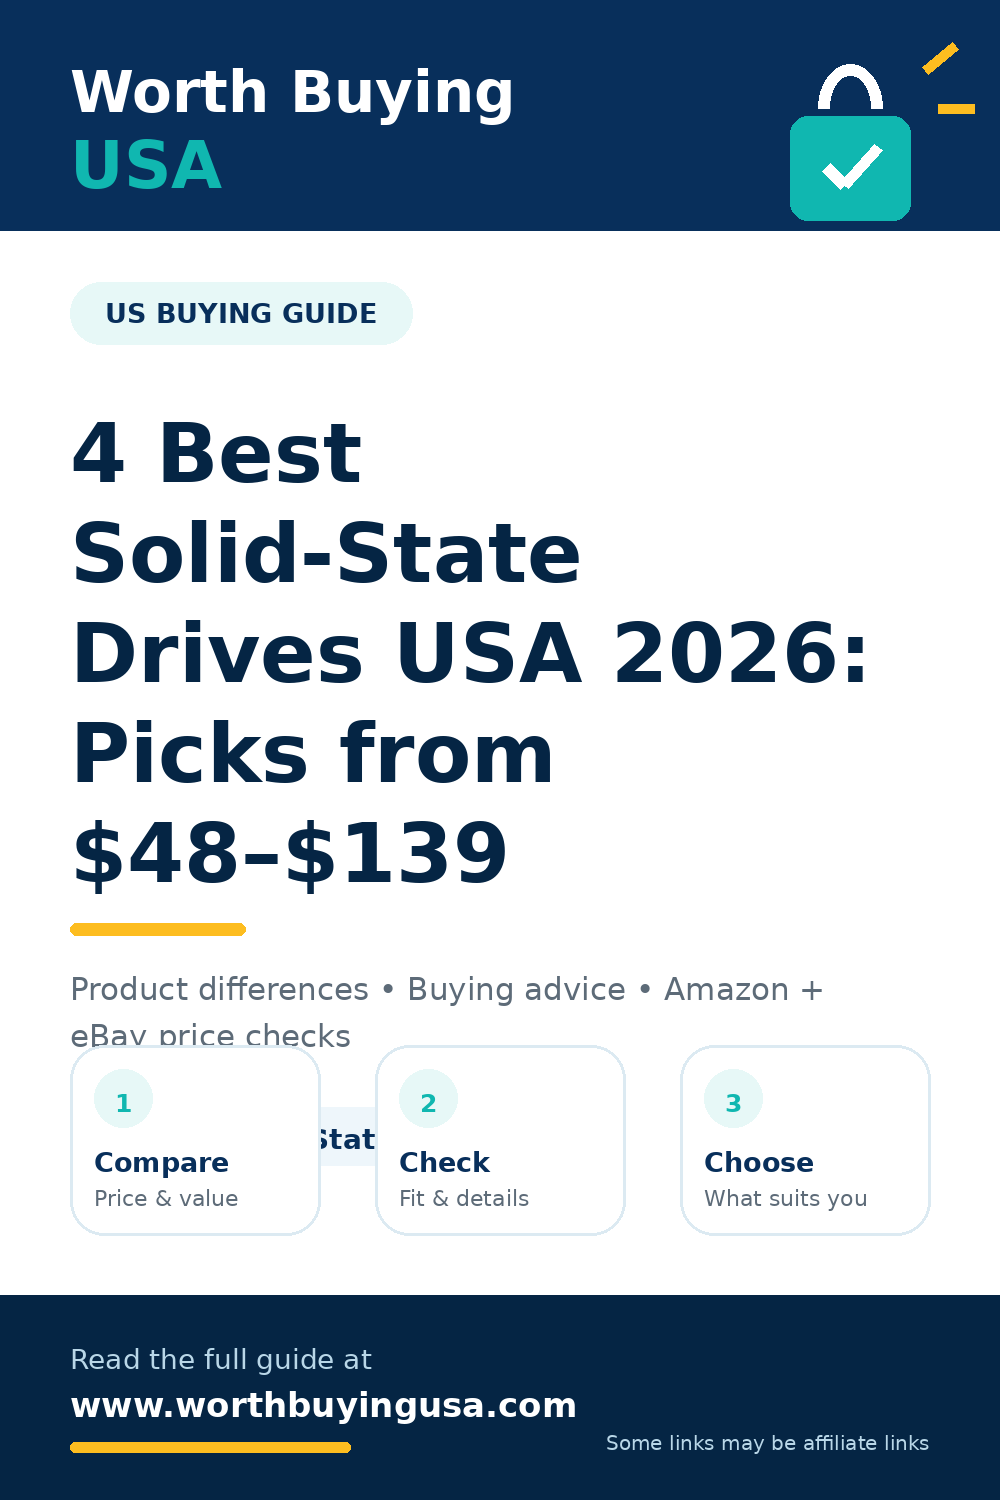 Worth Buying
USA
US BUYING GUIDE
4 Best
Solid-State
Drives USA 2026:
Picks from
$48–$139
Product differences • Buying advice • Amazon +
eBay price checks
1
Compare
Price & value
Stat
2
Check
Fit & details
3
Choose
What suits you
Read the full guide at
www.worthbuyingusa.com
Some links may be affiliate links